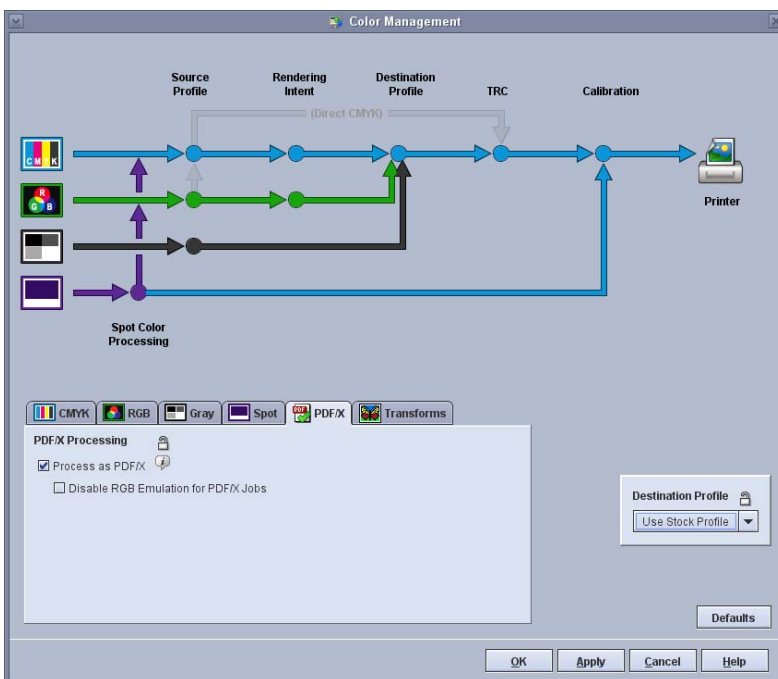 Color Management
Source Profile
Rendering Intent
Destination Profile
TRC
Calibration
(Direct CMYK)
CMYK
R
G B
Printer
Spot Color Processing
CMYK
RGB
Gray
Spot
PDF
PDF/X
Transforms
PDF/X Processing
Process as PDF/X
Disable RGB Emulation for PDF/X Jobs
Destination Profile
Use Stock Profile
Defaults
OK
Apply
Cancel
Help